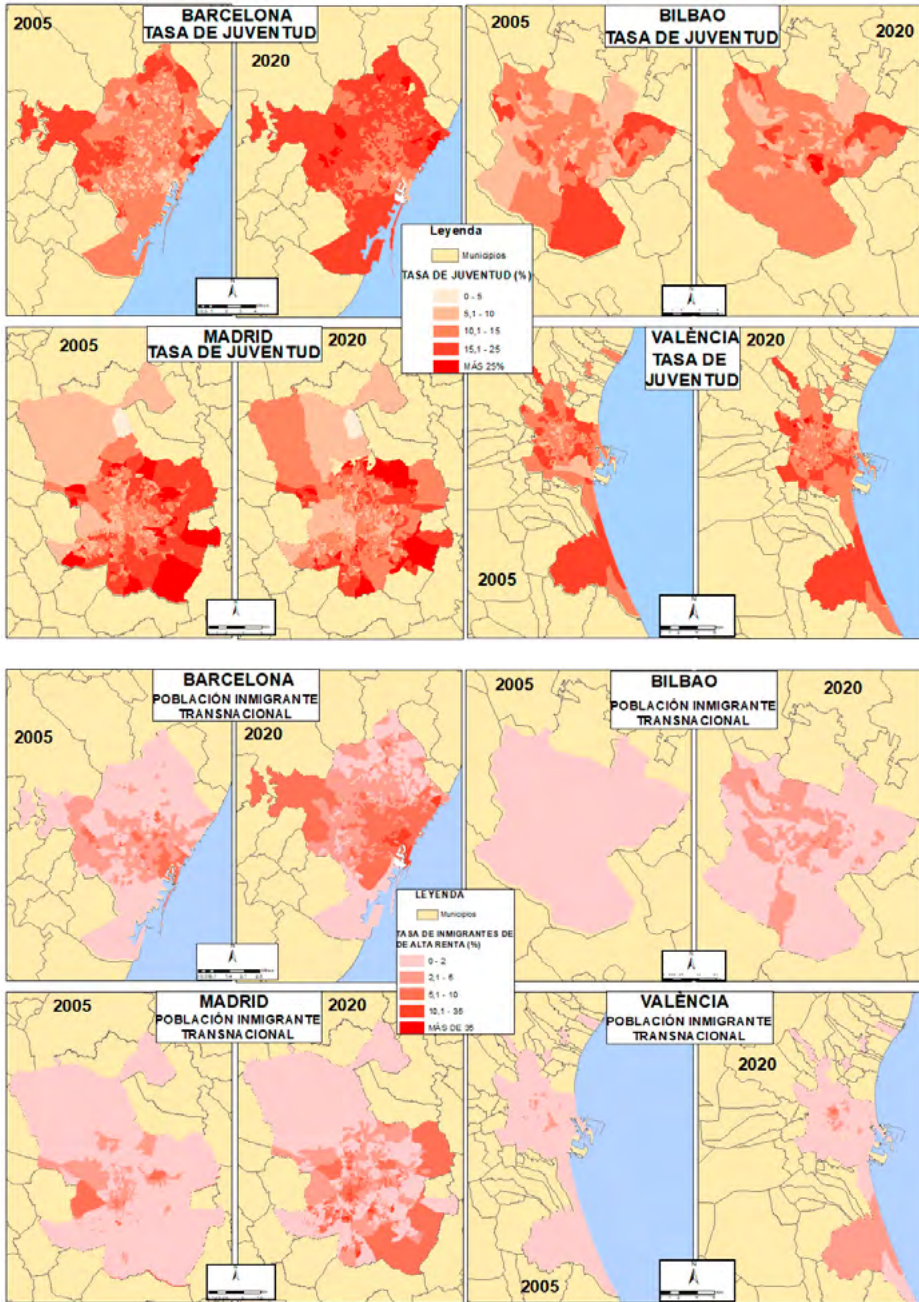 BARCELONA
TASA DE JUVENTUD
2005
2020
BILBAO
TASA DE JUVENTUD
2005
2020
Leyenda
Municipios
TASA DE JUVENTUD (%)
0 - 5
5,1 - 10
10,1 - 15
15,1 - 25
MÁS 25%
MADRID
TASA DE JUVENTUD
2005
2020
VALÈNCIA
TASA DE
JUVENTUD
2005
2020
BARCELONA
POBLACIÓN INMIGRANTE
TRANSNACIONAL
2005
2020
BILBAO
POBLACIÓN INMIGRANTE
TRANSNACIONAL
2005
2020
LEYENDA
Municipios
TASA DE INMIGRANTES DE
DE ALTA RENTA (%)
0 - 2
2,1 - 5
5,1 - 10
10,1 - 35
MÁS DE 35
MADRID
POBLACIÓN INMIGRANTE
TRANSNACIONAL
2005
2020
VALÈNCIA
POBLACIÓN INMIGRANTE
TRANSNACIONAL
2005
2020